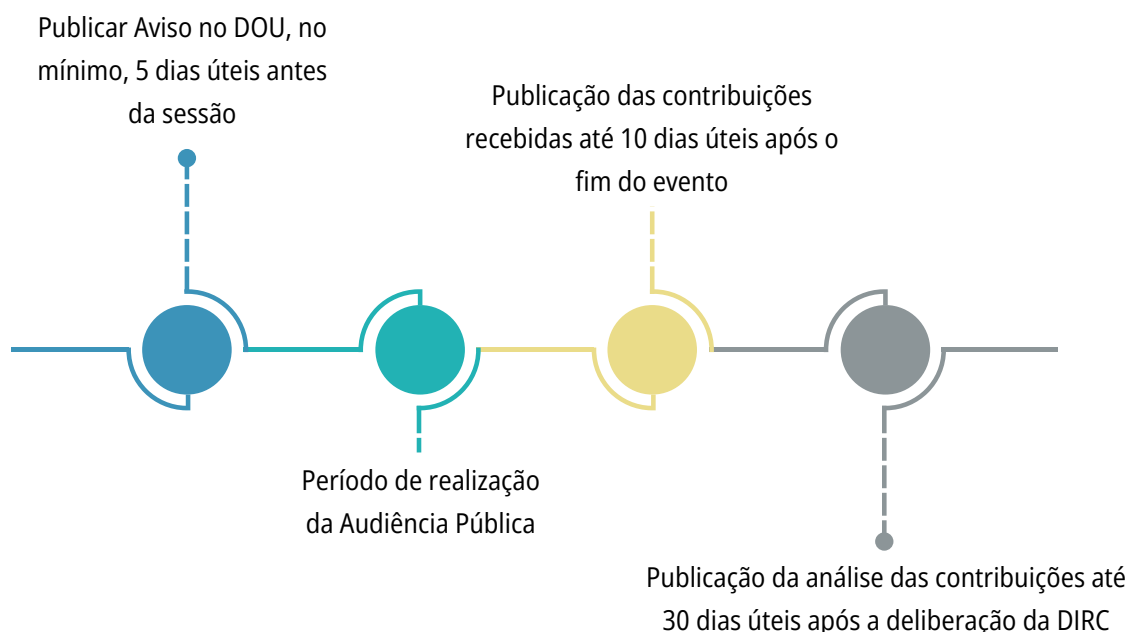 Publicar Aviso no DOU, no
mínimo, 5 dias úteis antes
da sessão
Período de realização
da Audiência Pública
Publicação das contribuições
recebidas até 10 dias úteis após o
fim do evento
Publicação da análise das contribuições até
30 dias úteis após a deliberação da DIRC